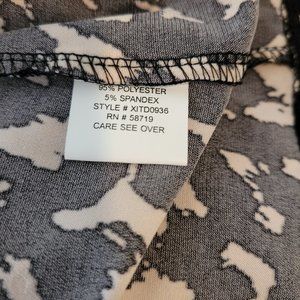 95% POLYESTER
5% SPANDEX
STYLE # XITD0936
RN # 58719
CARE SEE OVER